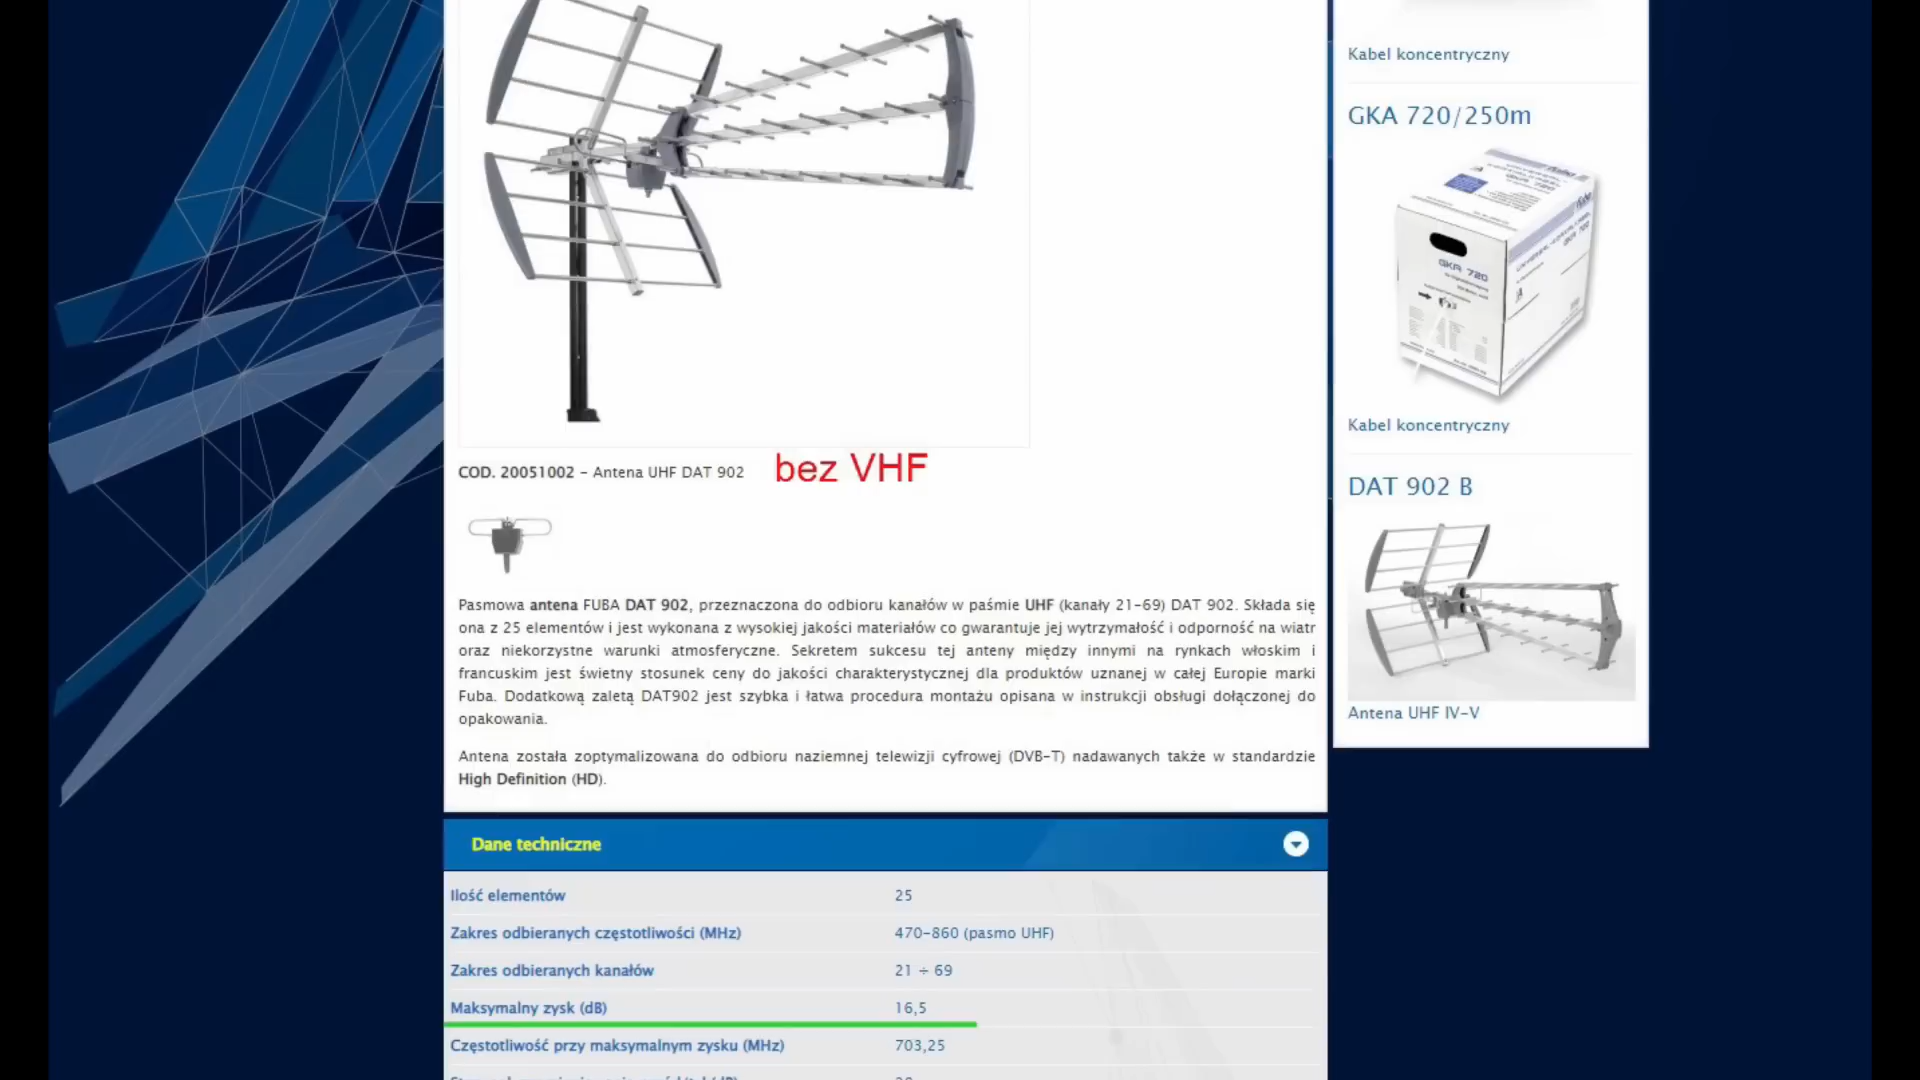 COD. 20051002 – Antena UHF DAT 902
bez VHF
Pasmowa antena FUBA DAT 902, przeznaczona do odbioru kanałów w paśmie UHF (kanały 21–69) DAT 902. Składa się
ona z 25 elementów i jest wykonana z wysokiej jakości materiałów co gwarantuje jej wytrzymałość i odporność na wiatr
oraz niekorzystne warunki atmosferyczne. Sekretem sukcesu tej anteny między innymi na rynkach włoskim i
francuskim jest świetny stosunek ceny do jakości charakterystycznej dla produktów uznanej w całej Europie marki
Fuba. Dodatkową zaletą DAT902 jest szybka i łatwa procedura montażu opisana w instrukcji obsługi dołączonej do
opakowania.
Antena została zoptymalizowana do odbioru naziemnej telewizji cyfrowej (DVB–T) nadawanych także w standardzie
High Definition (HD).
Dane techniczne
Ilość elementów 25
Zakres odbieranych częstotliwości (MHz) 470–860 (pasmo UHF)
Zakres odbieranych kanałów 21 ÷ 69
Maksymalny zysk (dB) 16,5
Częstotliwość przy maksymalnym zysku (MHz) 703,25
Kabel koncentryczny
GKA 720/250m
GKA 720
GKA 720
Kabel koncentryczny
DAT 902 B
Antena UHF IV–V